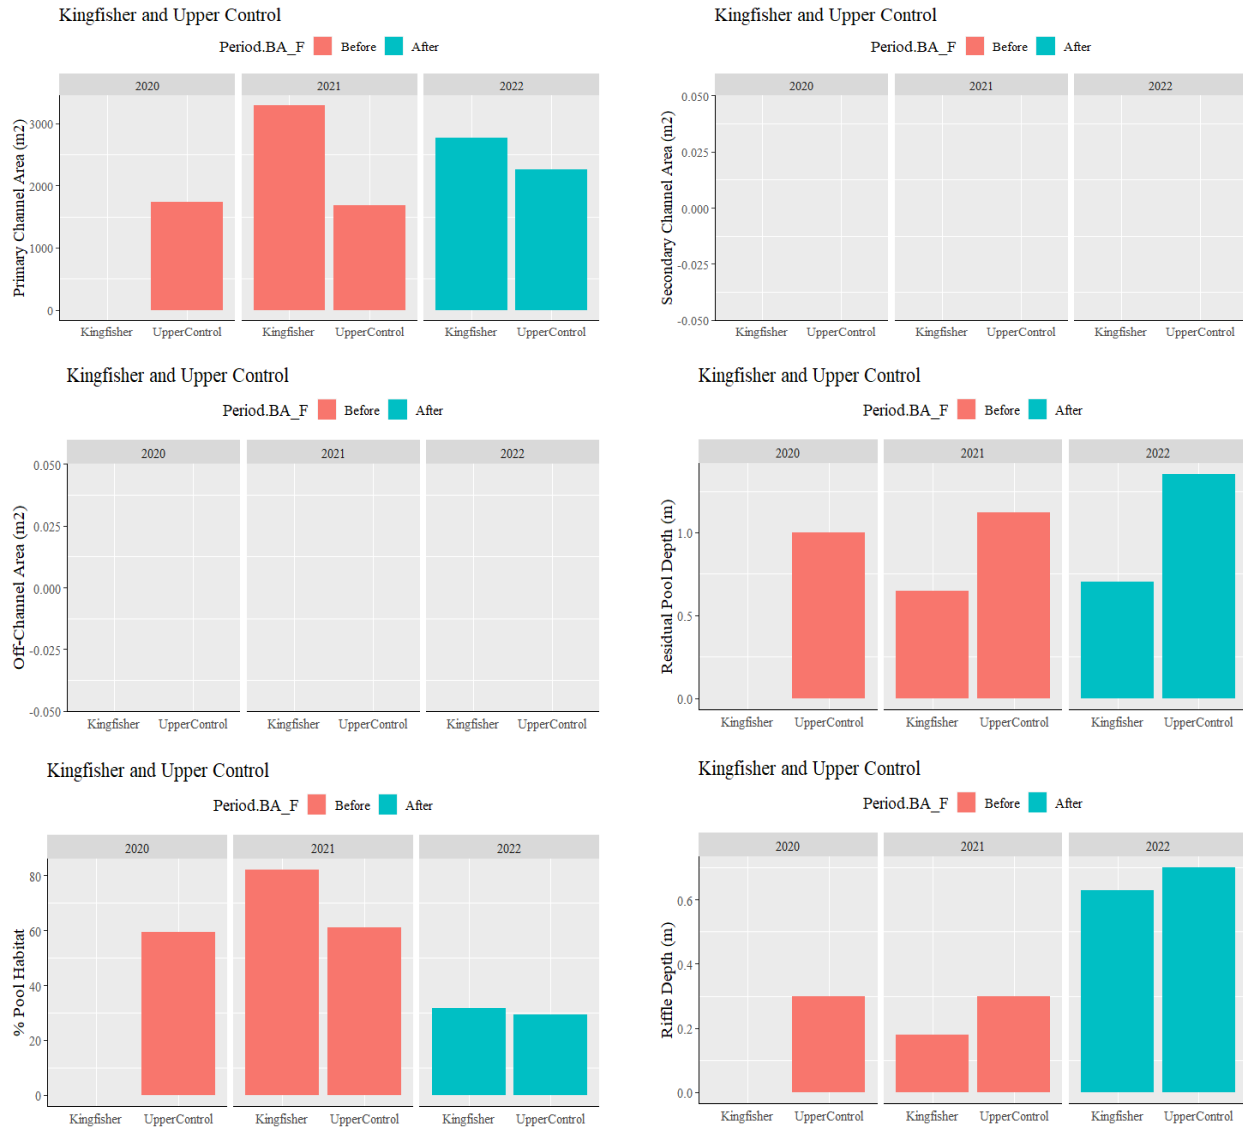 Kingfisher and Upper Control
Period.BA_F Before After
2020 2021 2022
Primary Channel Area (m2)
3000
2000
1000
0
Kingfisher UpperControl Kingfisher UpperControl Kingfisher UpperControl
Kingfisher and Upper Control
Period.BA_F Before After
2020 2021 2022
Secondary Channel Area (m2)
0.050
0.025
0.000
-0.025
-0.050
Kingfisher UpperControl Kingfisher UpperControl Kingfisher UpperControl
Kingfisher and Upper Control
Period.BA_F Before After
2020 2021 2022
Off-Channel Area (m2)
0.050
0.025
0.000
-0.025
-0.050
Kingfisher UpperControl Kingfisher UpperControl Kingfisher UpperControl
Kingfisher and Upper Control
Period.BA_F Before After
2020 2021 2022
Residual Pool Depth (m)
1.0
0.5
0.0
Kingfisher UpperControl Kingfisher UpperControl Kingfisher UpperControl
Kingfisher and Upper Control
Period.BA_F Before After
2020 2021 2022
% Pool Habitat
80
60
40
20
0
Kingfisher UpperControl Kingfisher UpperControl Kingfisher UpperControl
Kingfisher and Upper Control
Period.BA_F Before After
2020 2021 2022
Riffle Depth (m)
0.6
0.4
0.2
0.0
Kingfisher UpperControl Kingfisher UpperControl Kingfisher UpperControl